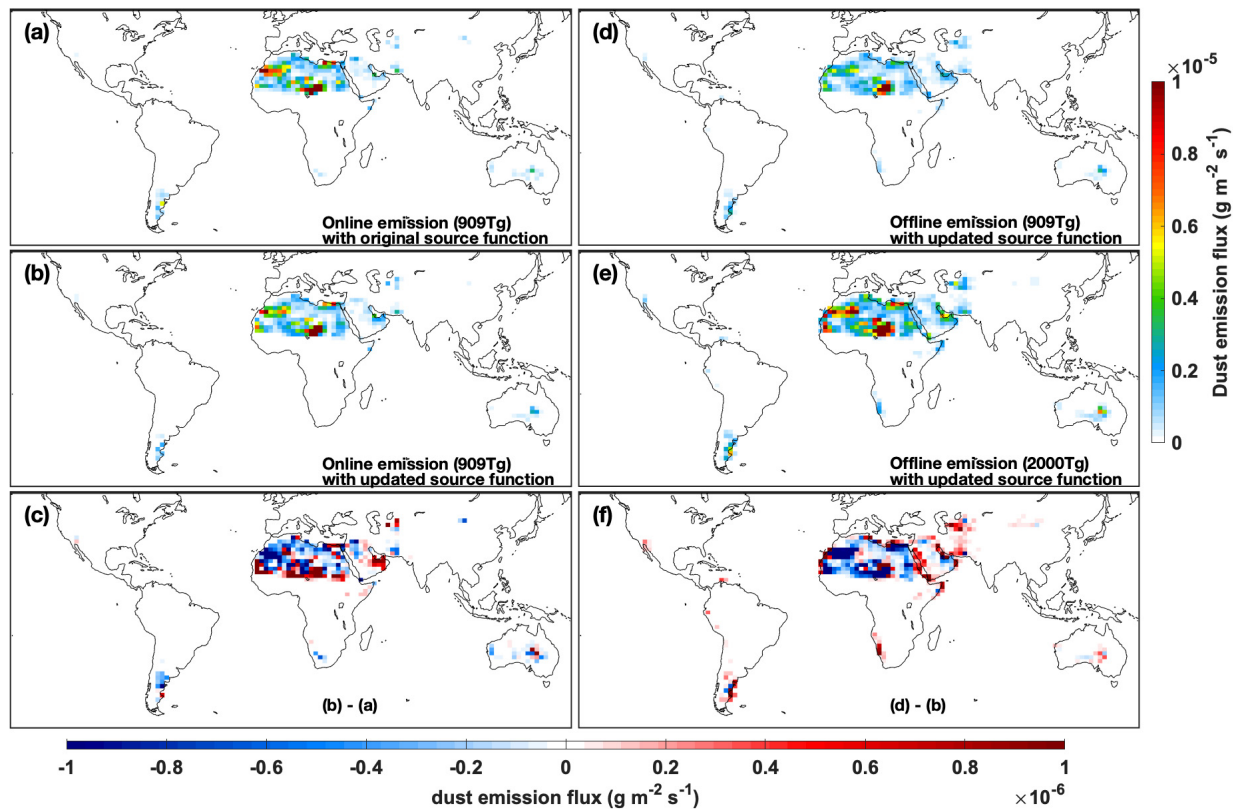 (a)
Online emission (909Tg)
with original source function
(d)
Offline emission (909Tg)
with updated source function
(b)
Online emission (909Tg)
with updated source function
(e)
Offline emission (2000Tg)
with updated source function
(c)
(b) - (a)
(f)
(d) - (b)
×10⁻⁵
1
0.8
0.6
0.4
0.2
0
Dust emission flux (g m⁻² s⁻¹)
-1 -0.8 -0.6 -0.4 -0.2 0 0.2 0.4 0.6 0.8 1
dust emission flux (g m⁻² s⁻¹)
×10⁻⁶